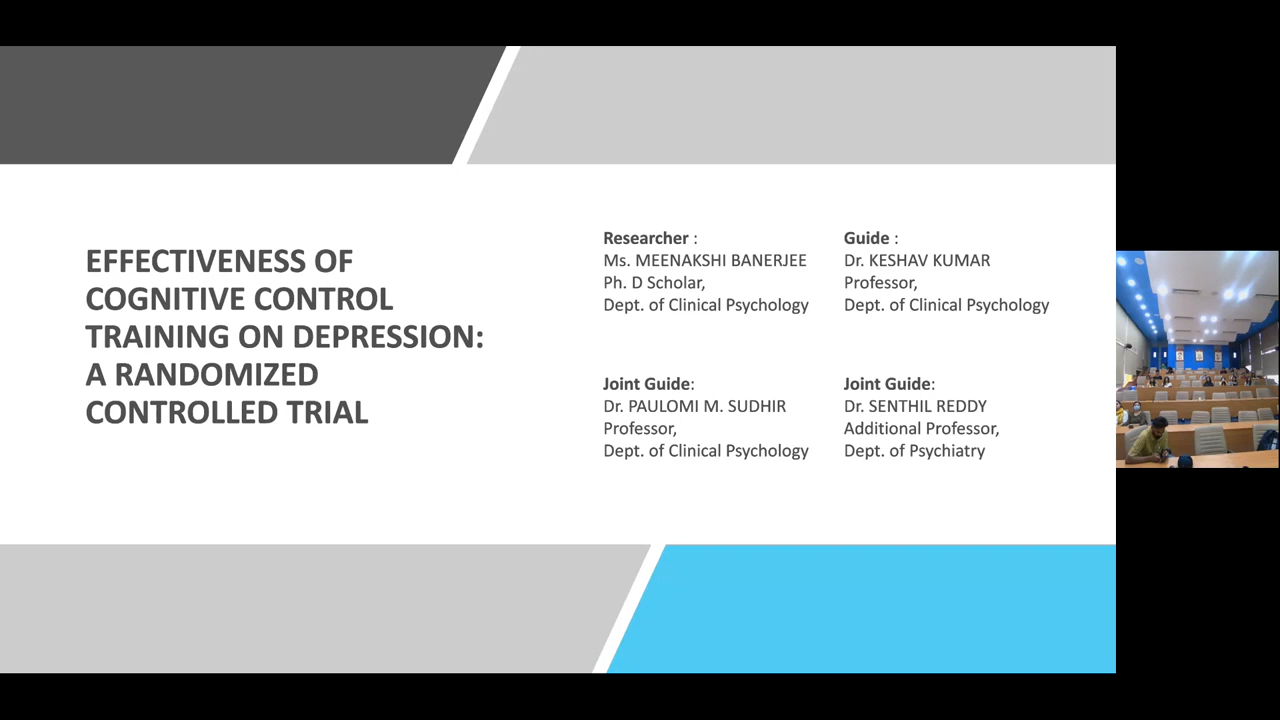 EFFECTIVENESS OF
COGNITIVE CONTROL
TRAINING ON DEPRESSION:
A RANDOMIZED
CONTROLLED TRIAL
Researcher :
Ms. MEENAKSHI BANERJEE
Ph. D Scholar,
Dept. of Clinical Psychology
Guide :
Dr. KESHAV KUMAR
Professor,
Dept. of Clinical Psychology
Joint Guide:
Dr. PAULOMI M. SUDHIR
Professor,
Dept. of Clinical Psychology
Joint Guide:
Dr. SENTHIL REDDY
Additional Professor,
Dept. of Psychiatry